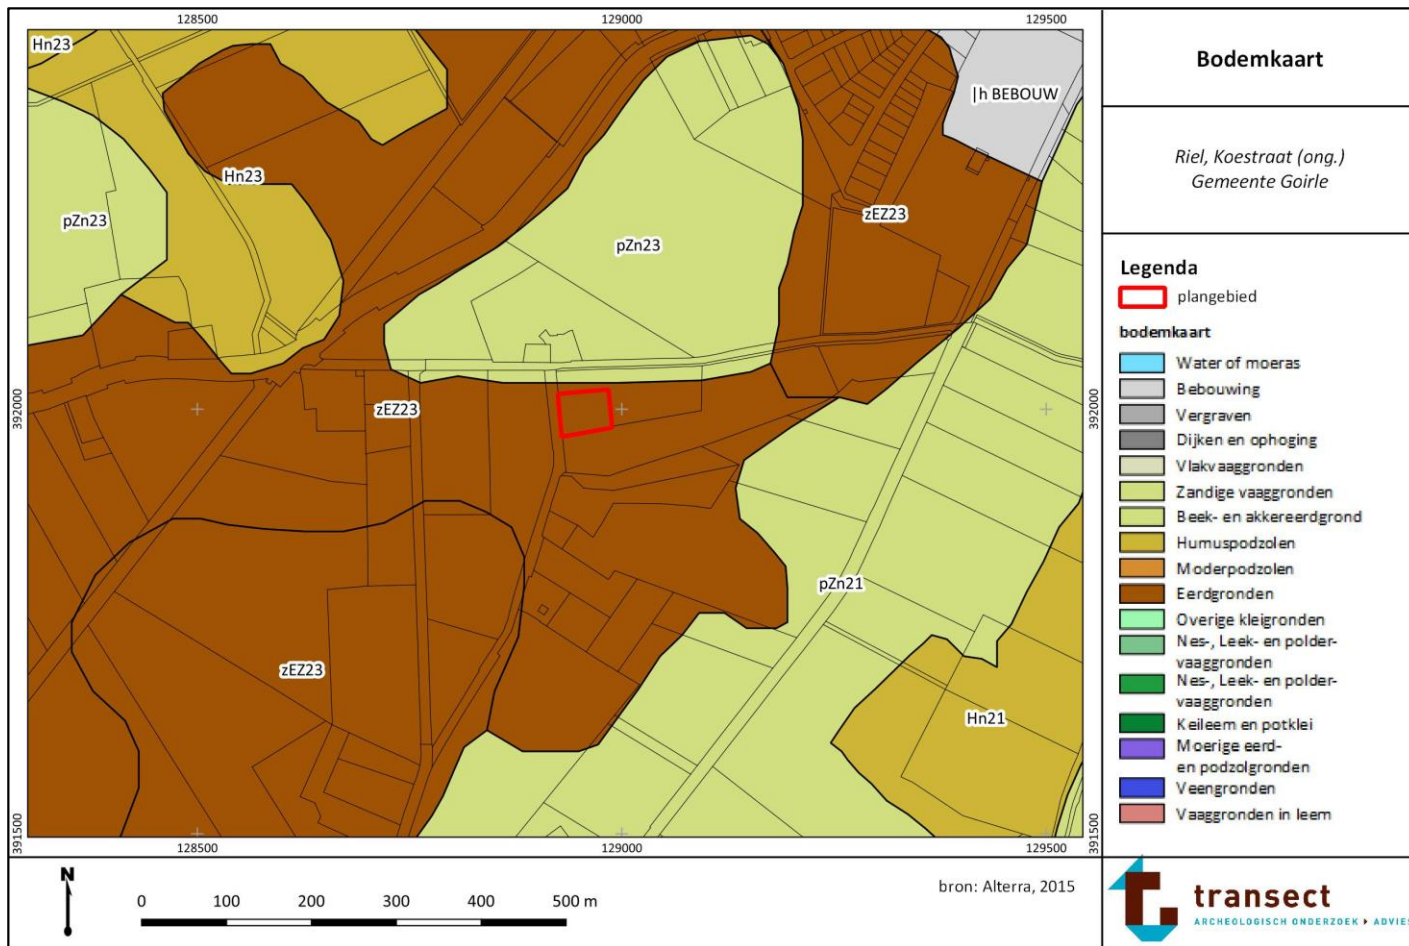 128500
129000
129500
Hn23
|h BEBOUW
Hn23
pZn23
zEZ23
pZn23
392000
zEZ23
392000
pZn21
zEZ23
Hn21
391500
391500
128500
129000
129500
Bodemkaart
Riel, Koestraat (ong.)
Gemeente Goirle
Legenda
plangebied
bodemkaart
Water of moeras
Bebouwing
Vergraven
Dijken en ophoging
Vlakvaaggronden
Zandige vaaggronden
Beek- en akkereerdgrond
Humuspodzolen
Moderpodzolen
Eerdgronden
Overige kleigronden
Nes-, Leek- en polder-
vaaggronden
Nes-, Leek- en polder-
vaaggronden
Keileem en potklei
Moerige eerd-
en podzolgronden
Veengronden
Vaaggronden in leem
N
0 100 200 300 400 500 m
bron: Alterra, 2015
transect
ARCHEOLOGISCH ONDERZOEK ▸ ADVIES